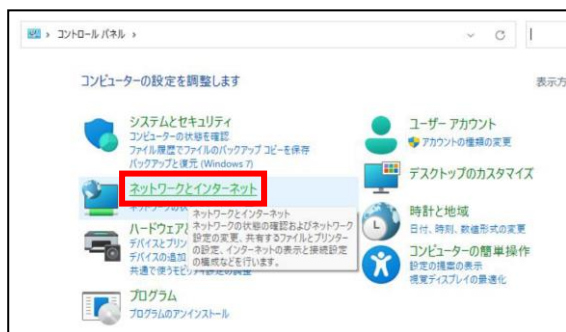 コントロール パネル
コンピューターの設定を調整します
表示方
システムとセキュリティ
コンピューターの状態を確認
ファイル履歴でファイルのバックアップ コピーを保存
バックアップと復元 (Windows 7)
ネットワークとインターネット
ネットワークとインターネット
ネットワークの状態の確認およびネットワーク
設定の変更、共有するファイルとプリンター
の設定、インターネットの表示と接続設定
の構成などを行います。
ハードウェアと
デバイスとプリン
デバイスの追加
プログラム
プログラムのアンインストール
ユーザー アカウント
アカウントの種類の変更
デスクトップのカスタマイズ
時計と地域
日付、時刻、数値形式の変更
コンピューターの簡単操作
設定の提案の表示
視覚ディスプレイの最適化